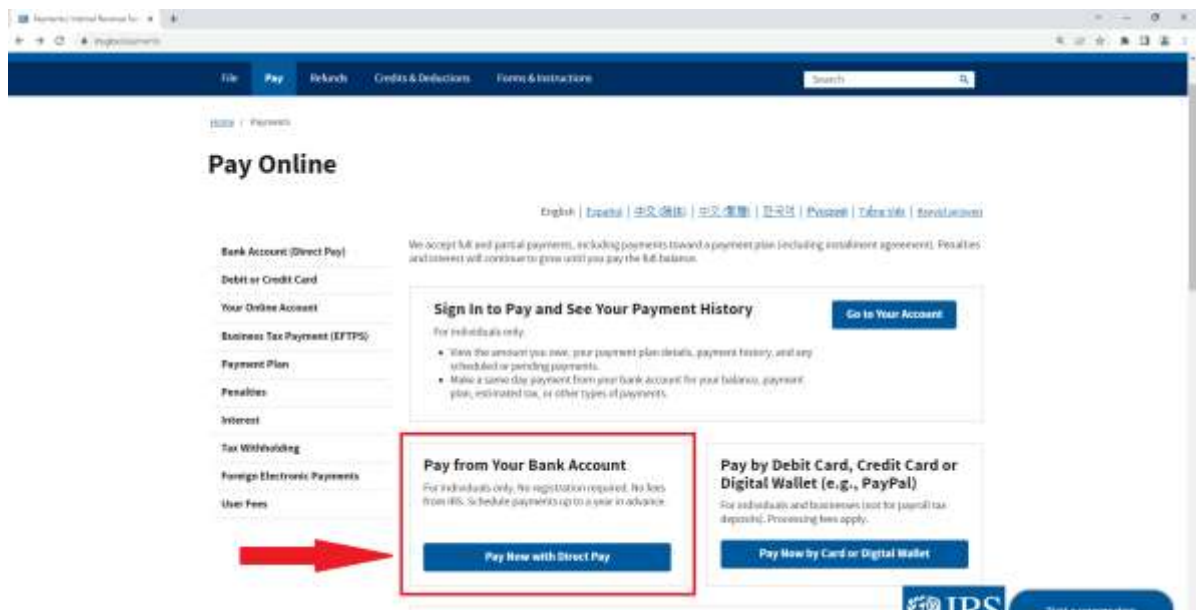 File Pay Refunds Credits & Deductions Forms & Instructions Search
Home / Payments
Pay Online
English | Español | 中文 (简体) | 中文 (繁體) | 한국어 | Русский | Tiếng Việt | Kreyòl ayisyen
Bank Account (Direct Pay)
Debit or Credit Card
Your Online Account
Business Tax Payment (EFTPS)
Payment Plan
Penalties
Interest
Tax Withholding
Foreign Electronic Payments
User Fees
We accept full and partial payments, including payments toward a payment plan (including installment agreement). Penalties
and interest will continue to grow until you pay the full balance.
Sign In to Pay and See Your Payment History
Go to Your Account
For individuals only.
• View the amount you owe, your payment plan details, payment history, and any
scheduled or pending payments.
• Make a same day payment from your bank account for your balance, payment
plan, estimated tax, or other types of payments.
Pay from Your Bank Account
For individuals only. No registration required. No fees
from IRS. Schedule payments up to a year in advance.
Pay Now with Direct Pay
Pay by Debit Card, Credit Card or
Digital Wallet (e.g., PayPal)
For individuals and businesses (not for payroll tax
deposits). Processing fees apply.
Pay Now by Card or Digital Wallet
IRS